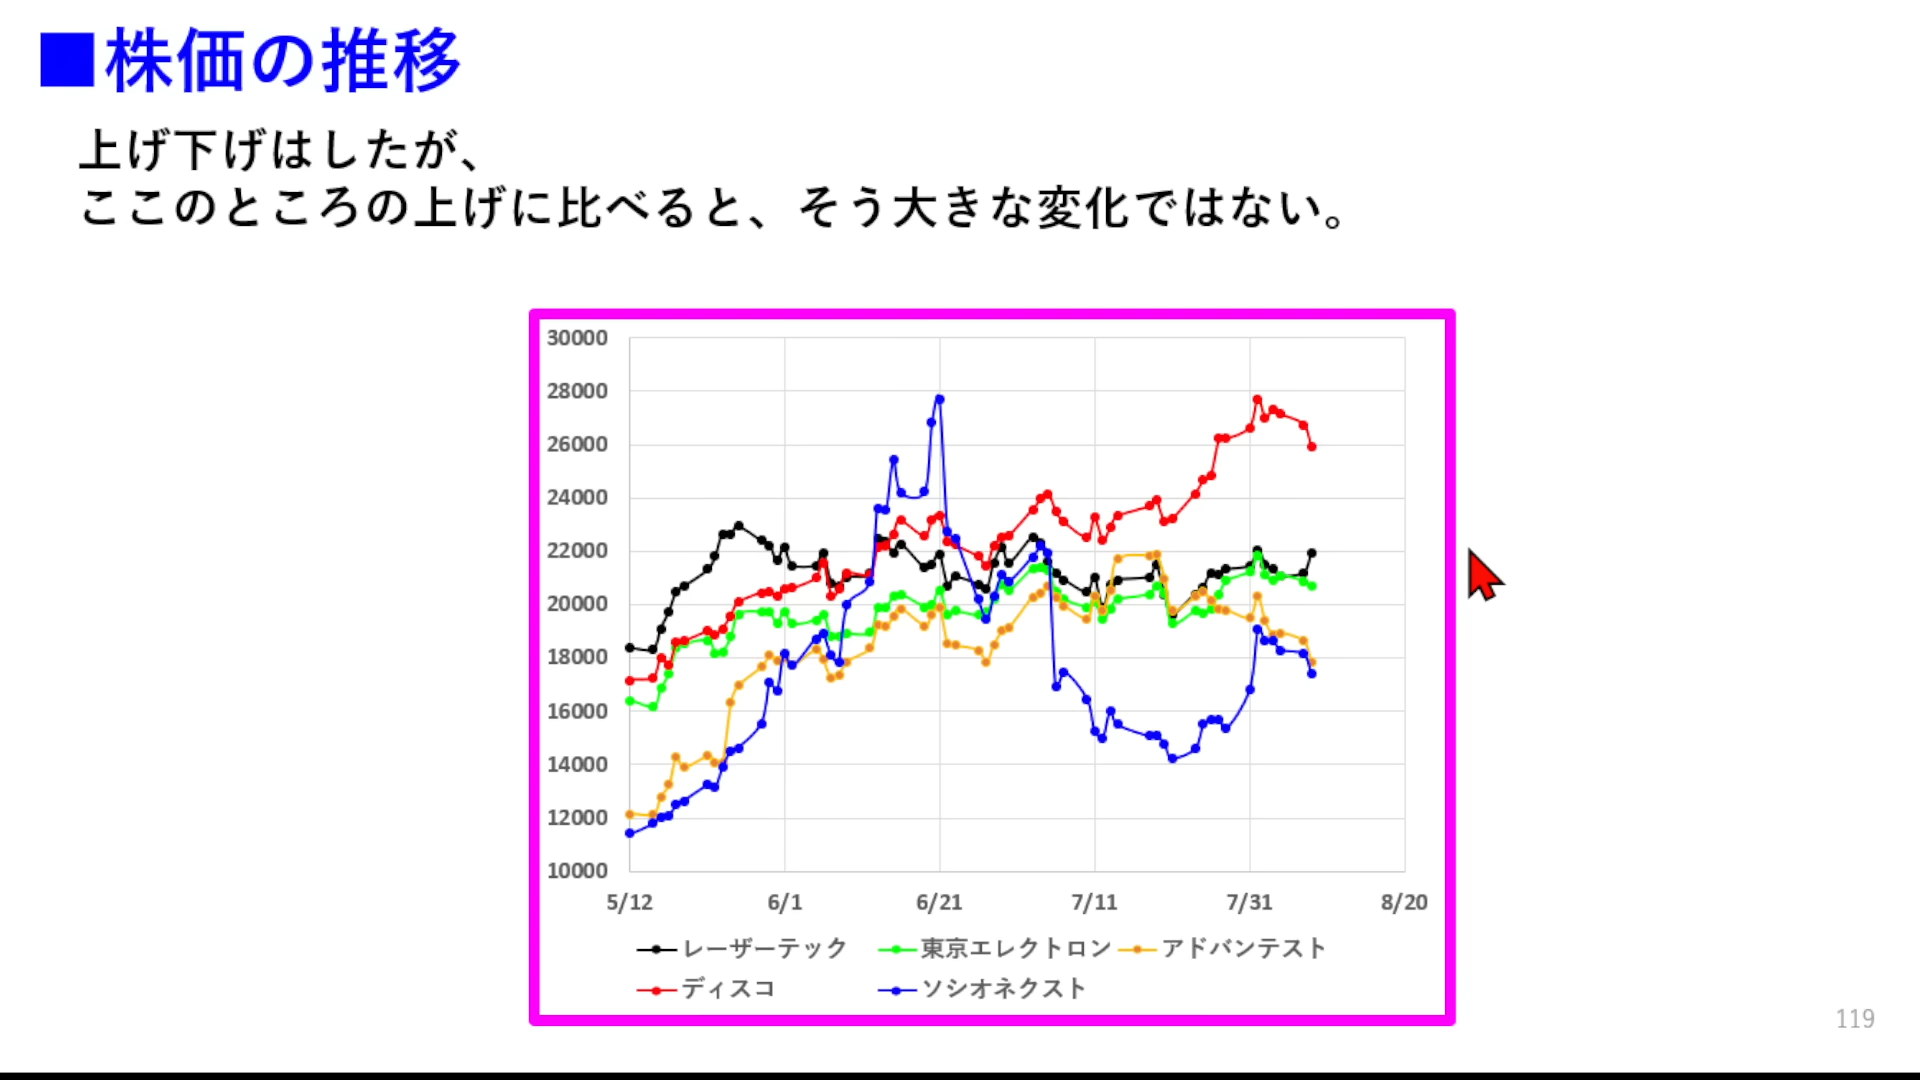 ■株価の推移
上げ下げはしたが、
ここのところの上げに比べると、そう大きな変化ではない。
30000
28000
26000
24000
22000
20000
18000
16000
14000
12000
10000
5/12 6/1 6/21 7/11 7/31 8/20
レーザーテック 東京エレクトロン アドバンテスト
ディスコ ソシオネクスト
119